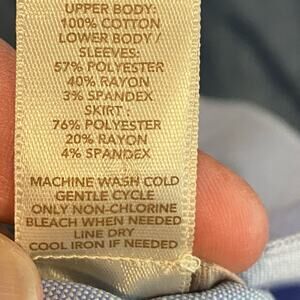 UPPER BODY:
100% COTTON
LOWER BODY /
SLEEVES:
57% POLYESTER
40% RAYON
3% SPANDEX
SKIRT:
76% POLYESTER
20% RAYON
4% SPANDEX
MACHINE WASH COLD
GENTLE CYCLE
ONLY NON-CHLORINE
BLEACH WHEN NEEDED
LINE DRY
COOL IRON IF NEEDED